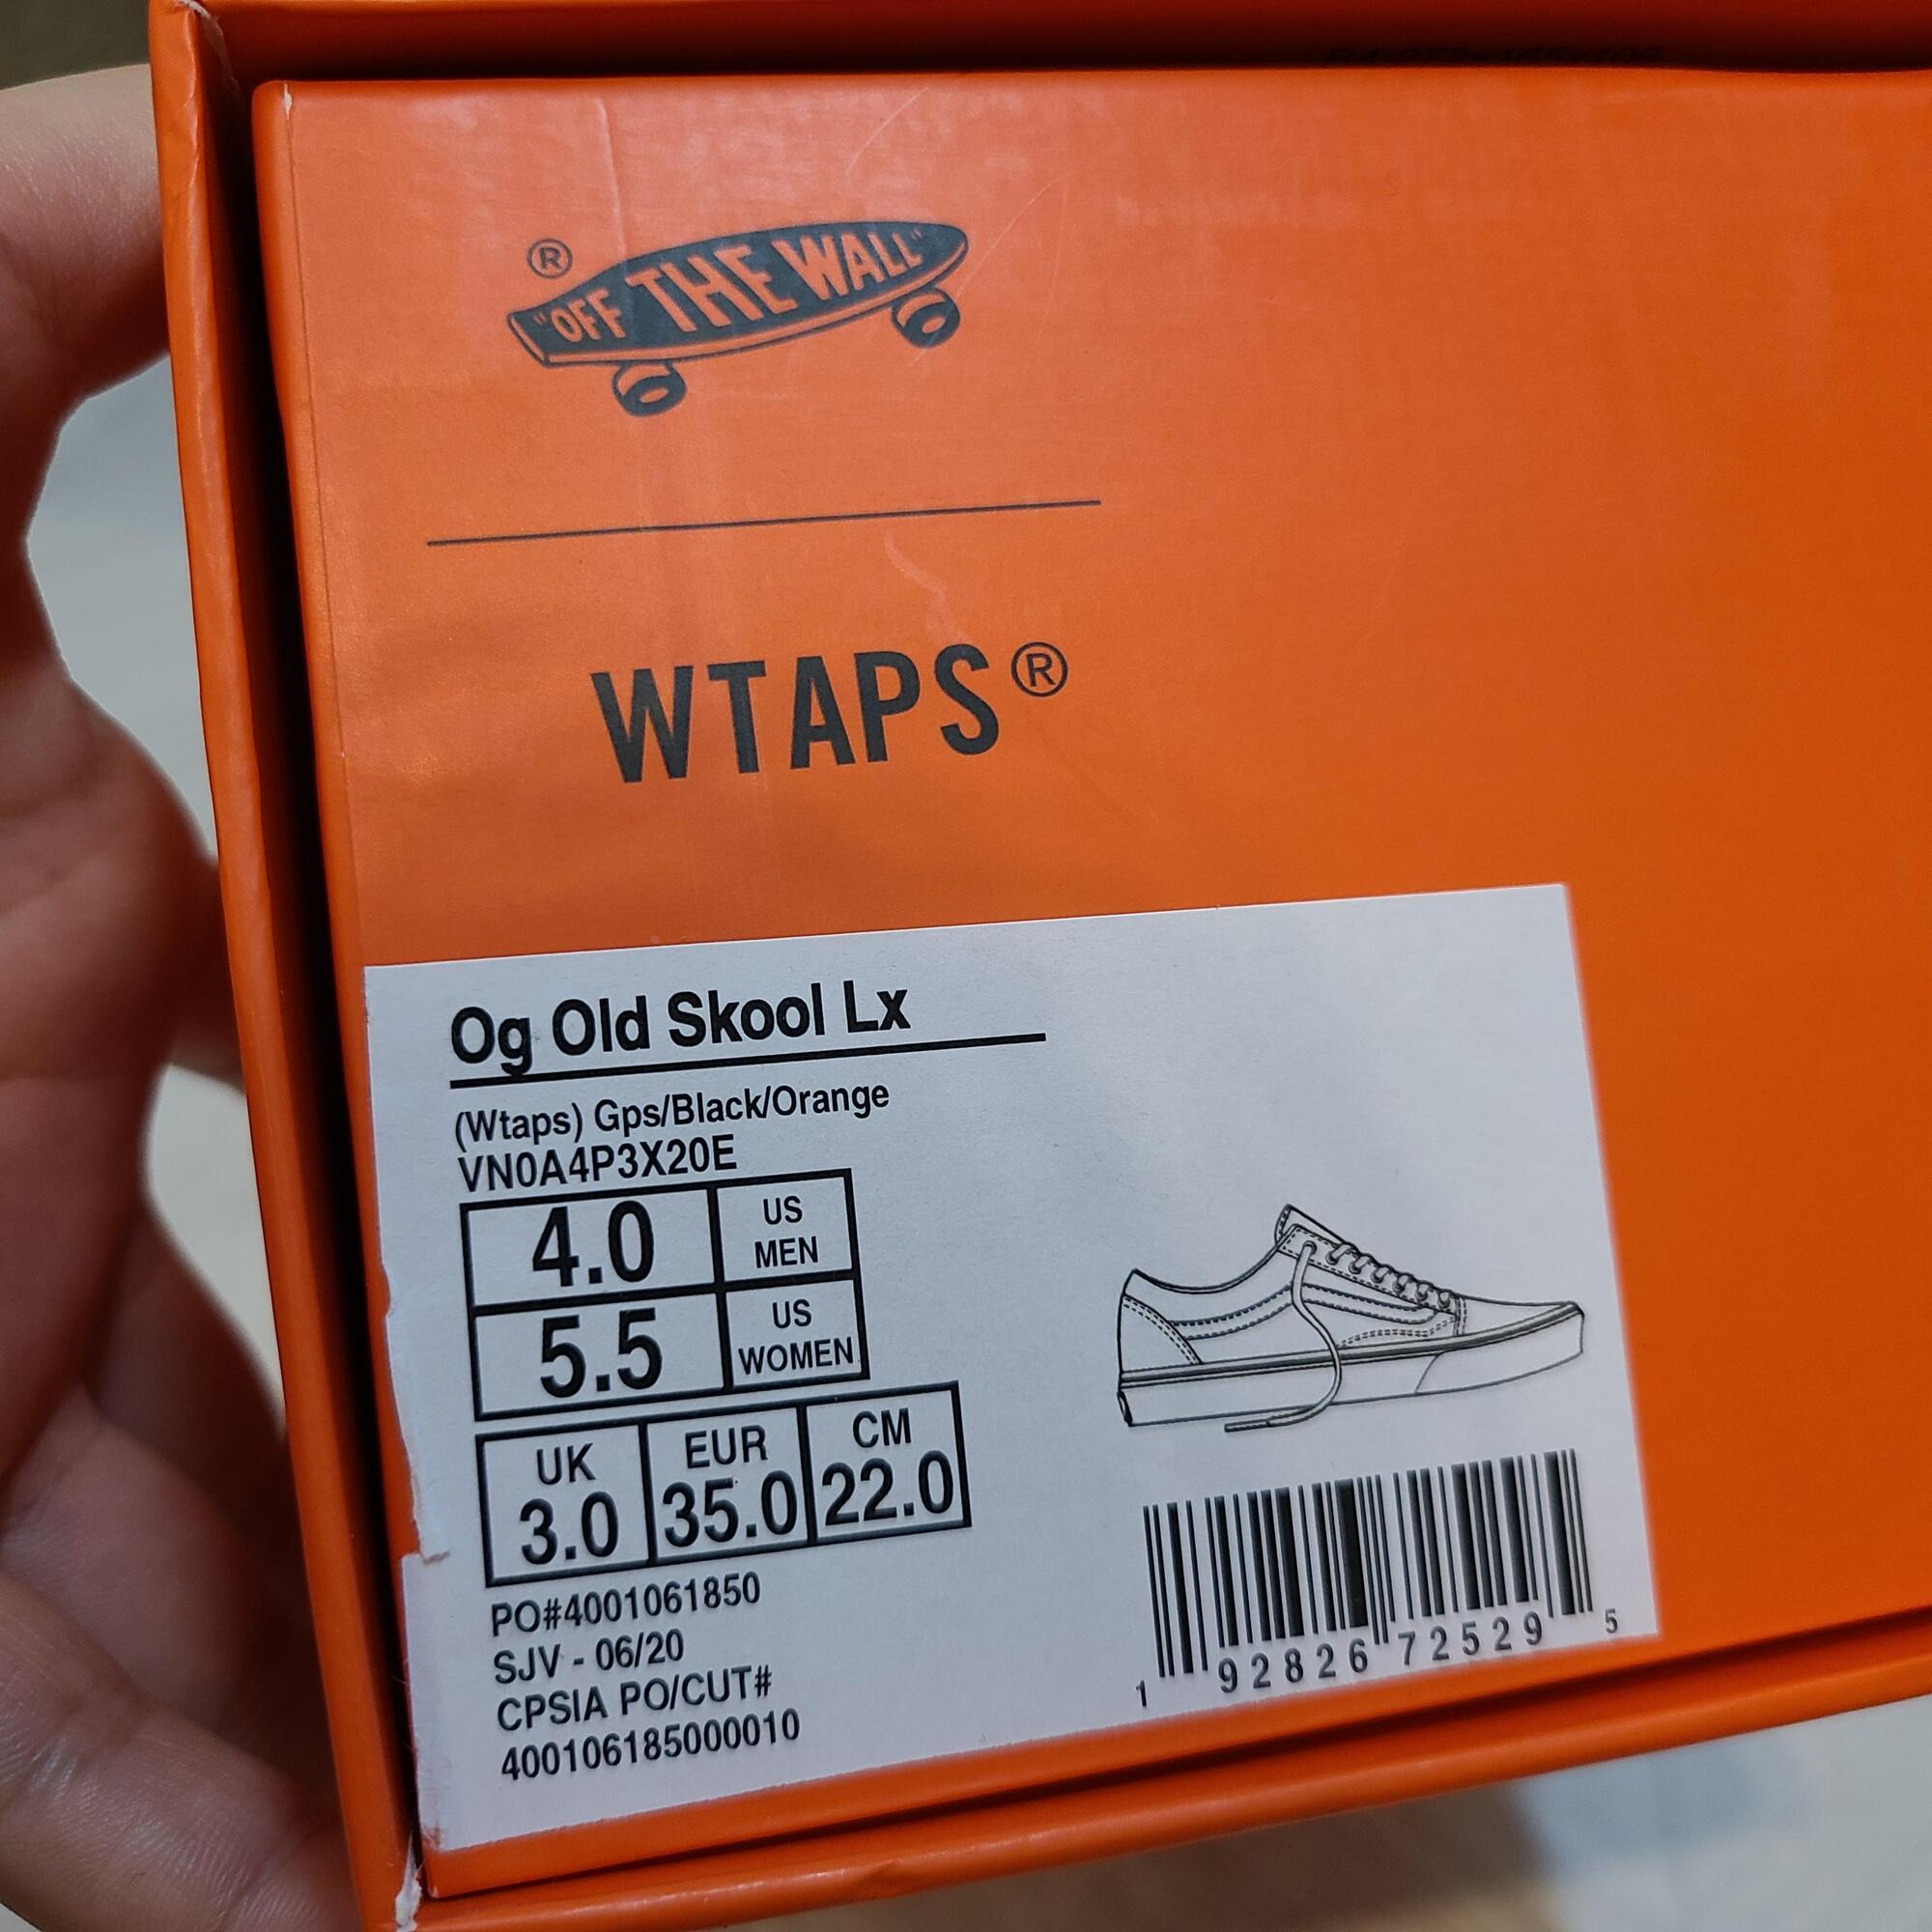 ® "OFF THE WALL"
WTAPS®
Og Old Skool Lx
(Wtaps) Gps/Black/Orange
VN0A4P3X20E
4.0 US MEN
5.5 US WOMEN
UK EUR CM
3.0 35.0 22.0
PO#4001061850
SJV - 06/20
CPSIA PO/CUT#
400106185000010
1 92826 72529 5